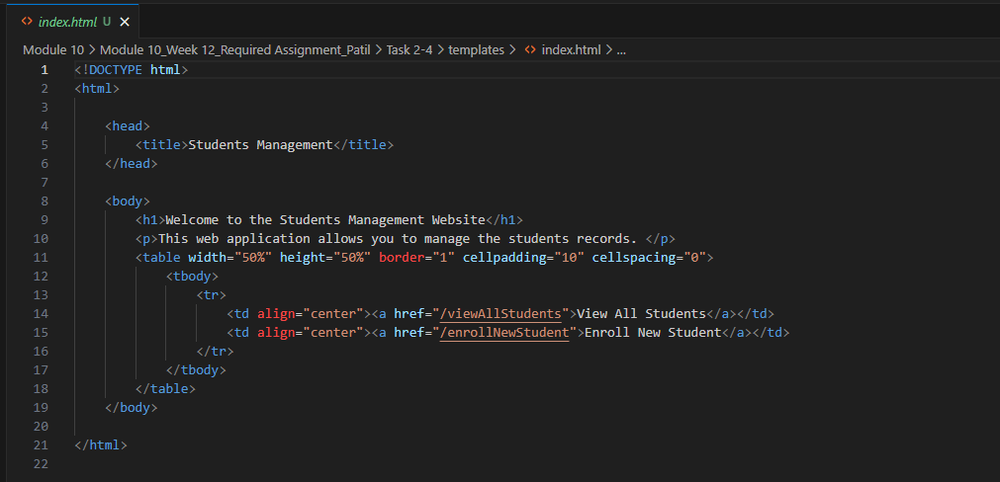 index.html U
Module 10 > Module 10_Week 12_Required Assignment_Patil > Task 2-4 > templates > index.html > ...
1 <!DOCTYPE html>
2 <html>
3
4     <head>
5         <title>Students Management</title>
6     </head>
7
8     <body>
9         <h1>Welcome to the Students Management Website</h1>
10         <p>This web application allows you to manage the students records. </p>
11         <table width="50%" height="50%" border="1" cellpadding="10" cellspacing="0">
12             <tbody>
13                 <tr>
14                     <td align="center"><a href="/viewAllStudents">View All Students</a></td>
15                     <td align="center"><a href="/enrollNewStudent">Enroll New Student</a></td>
16                 </tr>
17             </tbody>
18         </table>
19     </body>
20
21 </html>
22